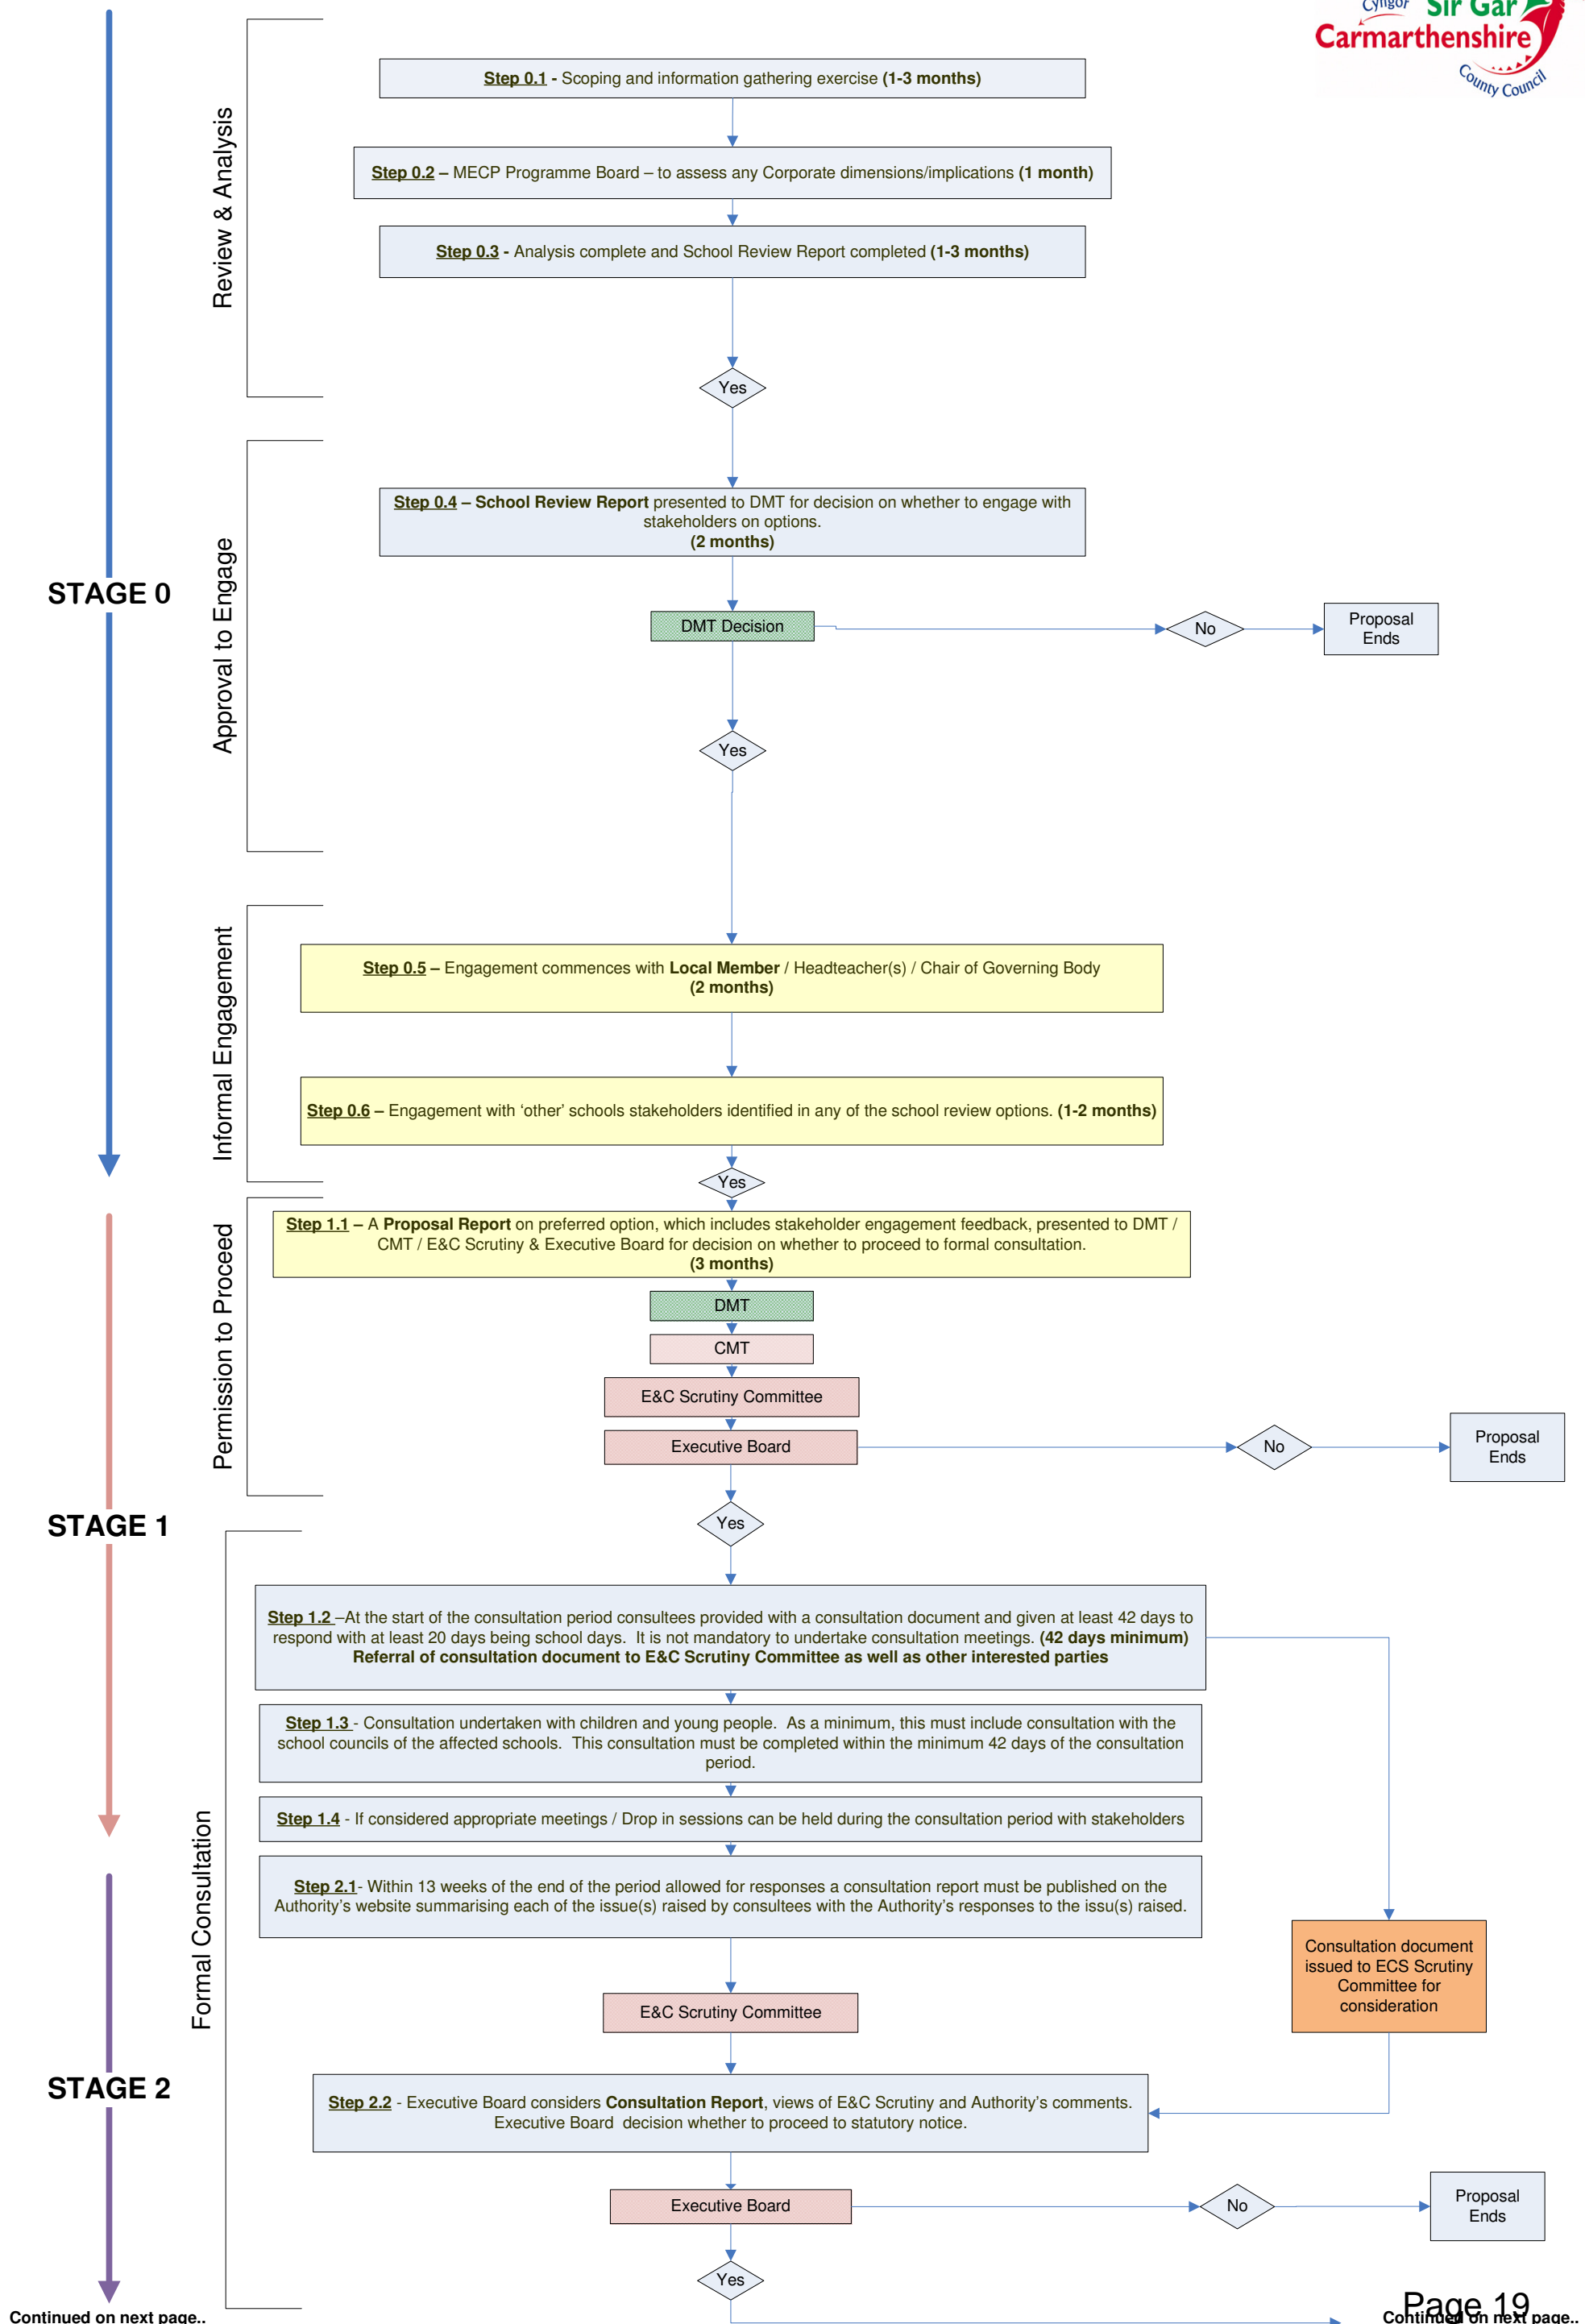 Cyngor Sir Gar
Carmarthenshire
County Council
Review & Analysis
Step 0.1 - Scoping and information gathering exercise (1-3 months)
Step 0.2 – MECP Programme Board – to assess any Corporate dimensions/implications (1 month)
Step 0.3 - Analysis complete and School Review Report completed (1-3 months)
Yes
STAGE 0
Approval to Engage
Step 0.4 – School Review Report presented to DMT for decision on whether to engage with
stakeholders on options.
(2 months)
DMT Decision
No
Proposal
Ends
Yes
Informal Engagement
Step 0.5 – Engagement commences with Local Member / Headteacher(s) / Chair of Governing Body
(2 months)
Step 0.6 – Engagement with ‘other’ schools stakeholders identified in any of the school review options. (1-2 months)
Yes
Permission to Proceed
Step 1.1 – A Proposal Report on preferred option, which includes stakeholder engagement feedback, presented to DMT /
CMT / E&C Scrutiny & Executive Board for decision on whether to proceed to formal consultation.
(3 months)
DMT
CMT
E&C Scrutiny Committee
Executive Board
No
Proposal
Ends
STAGE 1
Yes
Formal Consultation
Step 1.2 –At the start of the consultation period consultees provided with a consultation document and given at least 42 days to
respond with at least 20 days being school days. It is not mandatory to undertake consultation meetings. (42 days minimum)
Referral of consultation document to E&C Scrutiny Committee as well as other interested parties
Step 1.3 - Consultation undertaken with children and young people. As a minimum, this must include consultation with the
school councils of the affected schools. This consultation must be completed within the minimum 42 days of the consultation
period.
Step 1.4 - If considered appropriate meetings / Drop in sessions can be held during the consultation period with stakeholders
Step 2.1- Within 13 weeks of the end of the period allowed for responses a consultation report must be published on the
Authority’s website summarising each of the issue(s) raised by consultees with the Authority’s responses to the issu(s) raised.
Consultation document
issued to ECS Scrutiny
Committee for
consideration
E&C Scrutiny Committee
STAGE 2
Step 2.2 - Executive Board considers Consultation Report, views of E&C Scrutiny and Authority’s comments.
Executive Board decision whether to proceed to statutory notice.
Executive Board
No
Proposal
Ends
Yes
Page 19
Continued on next page..
Continued on next page..